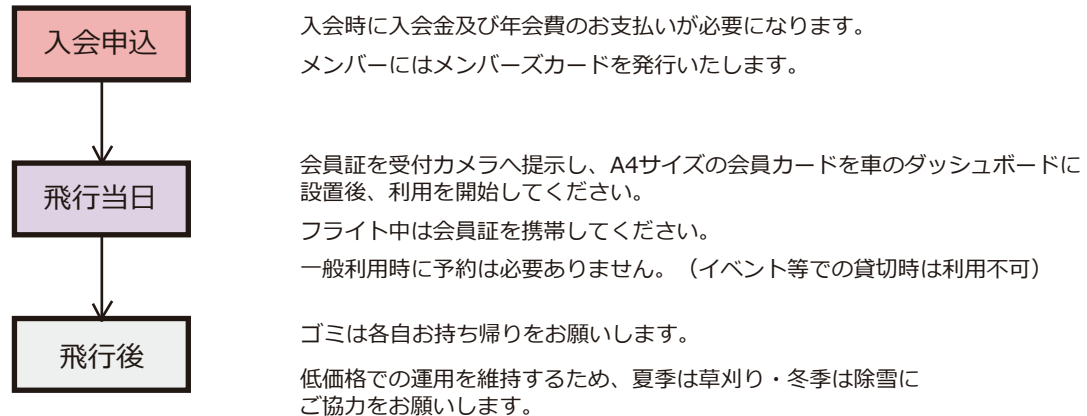 入会申込
入会時に入会金及び年会費のお支払いが必要になります。
メンバーにはメンバーズカードを発行いたします。
飛行当日
会員証を受付カメラへ提示し、A4サイズの会員カードを車のダッシュボードに
設置後、利用を開始してください。
フライト中は会員証を携帯してください。
一般利用時に予約は必要ありません。（イベント等での貸切時は利用不可）
飛行後
ゴミは各自お持ち帰りをお願いします。
低価格での運用を維持するため、夏季は草刈り・冬季は除雪に
ご協力をお願いします。